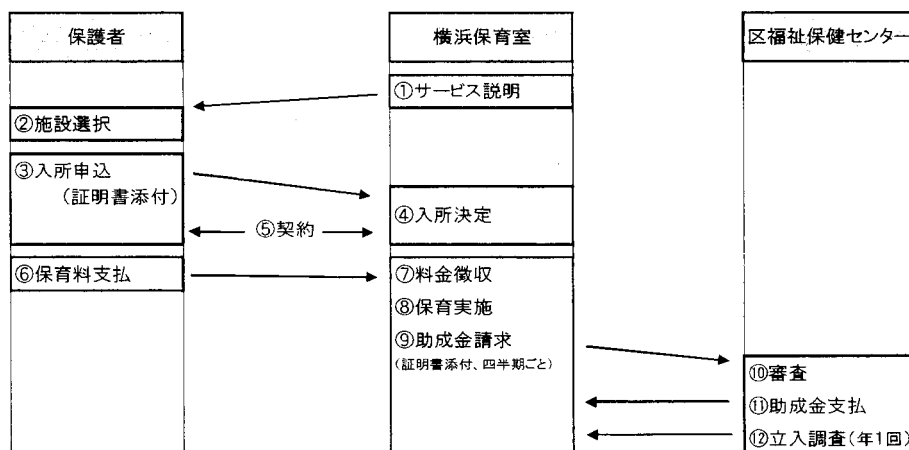 保護者
横浜保育室
区福祉保健センター
①サービス説明
②施設選択
③入所申込
(証明書添付)
④入所決定
⑤契約
⑥保育料支払
⑦料金徴収
⑧保育実施
⑨助成金請求
(証明書添付、四半期ごと)
⑩審査
⑪助成金支払
⑫立入調査(年1回)